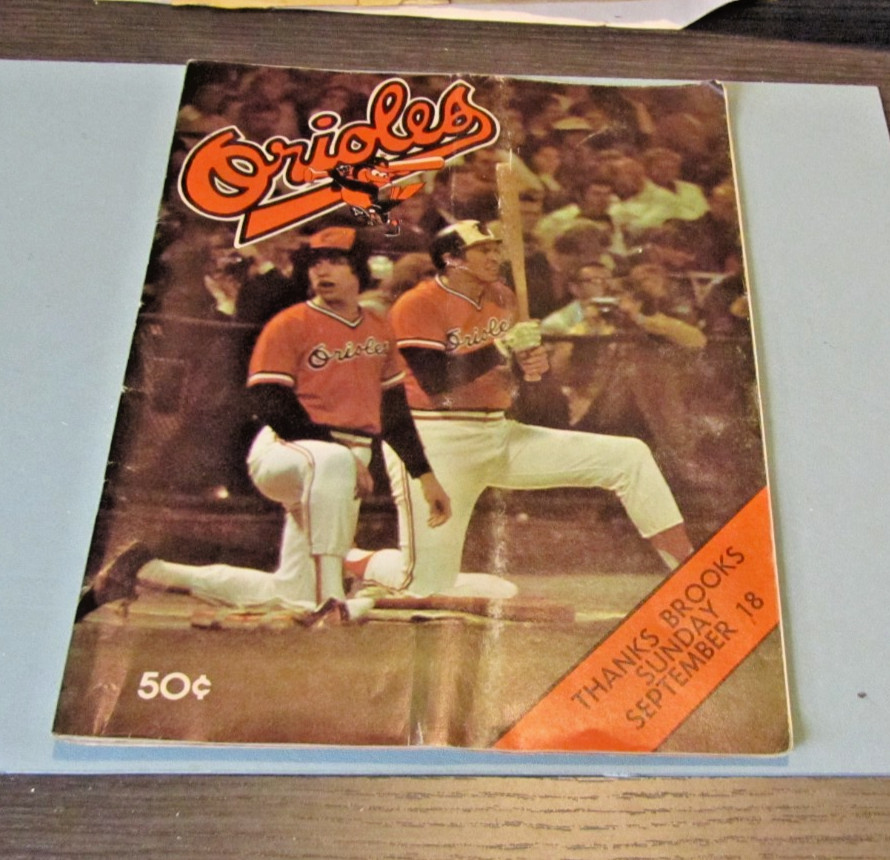 Orioles
Orioles
Orioles
50¢
THANKS BROOKS
SUNDAY
SEPTEMBER 18